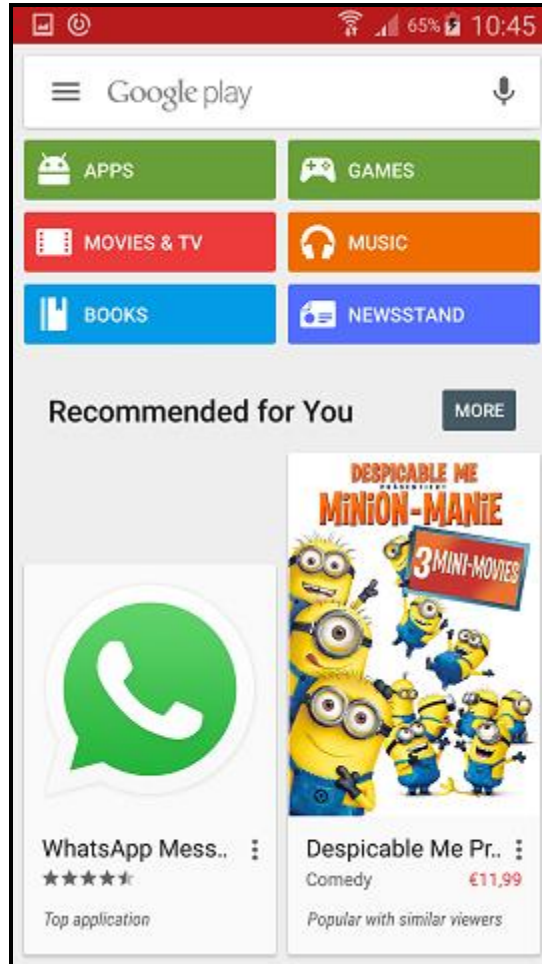 65% 10:45
Google play
APPS
GAMES
MOVIES & TV
MUSIC
BOOKS
NEWSSTAND
Recommended for You
MORE
DESPICABLE ME
PRÄSENTIERT
MINION-MANIE
3 MINI-MOVIES
WhatsApp Mess..
Top application
Despicable Me Pr..
Comedy €11,99
Popular with similar viewers